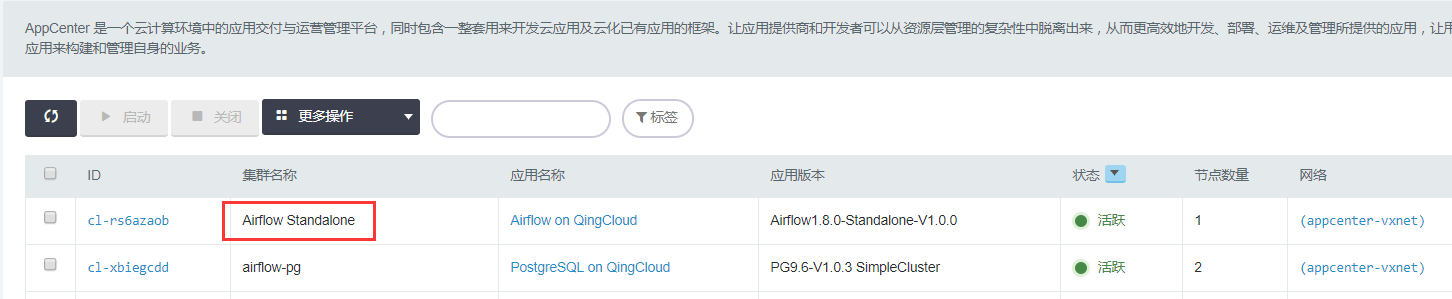 AppCenter 是一个云计算环境中的应用交付与运营管理平台，同时包含一整套用来开发云应用及云化已有应用的框架。让应用提供商和开发者可以从资源层管理的复杂性中脱离出来，从而更高效地开发、部署、运维及管理所提供的应用，让用
应用来构建和管理自身的业务。
启动 关闭 更多操作 标签
ID 集群名称 应用名称 应用版本 状态 节点数量 网络
cl-rs6azaob Airflow Standalone Airflow on QingCloud Airflow1.8.0-Standalone-V1.0.0 活跃 1 (appcenter-vxnet)
cl-xbiegcdd airflow-pg PostgreSQL on QingCloud PG9.6-V1.0.3 SimpleCluster 活跃 2 (appcenter-vxnet)